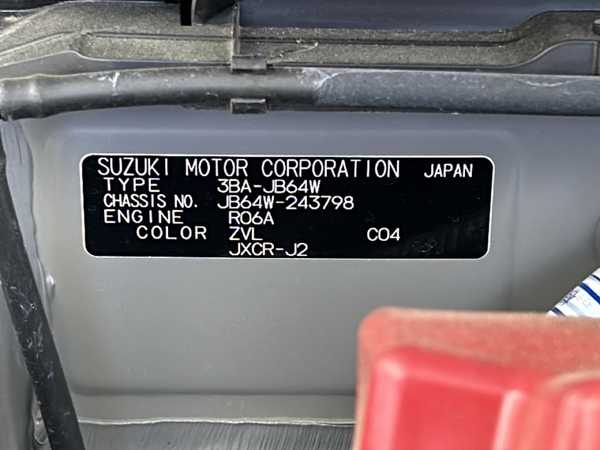 SUZUKI MOTOR CORPORATION JAPAN
TYPE 3BA-JB64W
CHASSIS NO. JB64W-243798
ENGINE R06A
COLOR ZVL C04
JXCR-J2